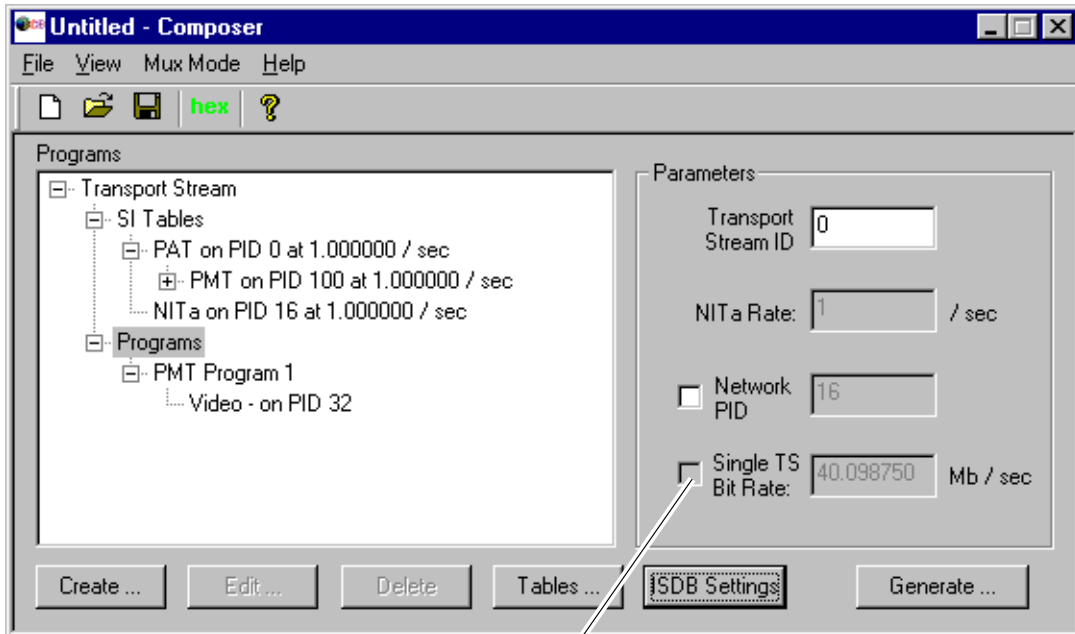 Untitled - Composer
File View Mux Mode Help
hex
Programs
Transport Stream
SI Tables
PAT on PID 0 at 1.000000 / sec
PMT on PID 100 at 1.000000 / sec
NITa on PID 16 at 1.000000 / sec
Programs
PMT Program 1
Video - on PID 32
Parameters
Transport
Stream ID
0
NITa Rate: 1 / sec
Network
PID
16
Single TS
Bit Rate:
40.098750 Mb / sec
Create ... Edit ... Delete Tables ... ISDB Settings Generate ...